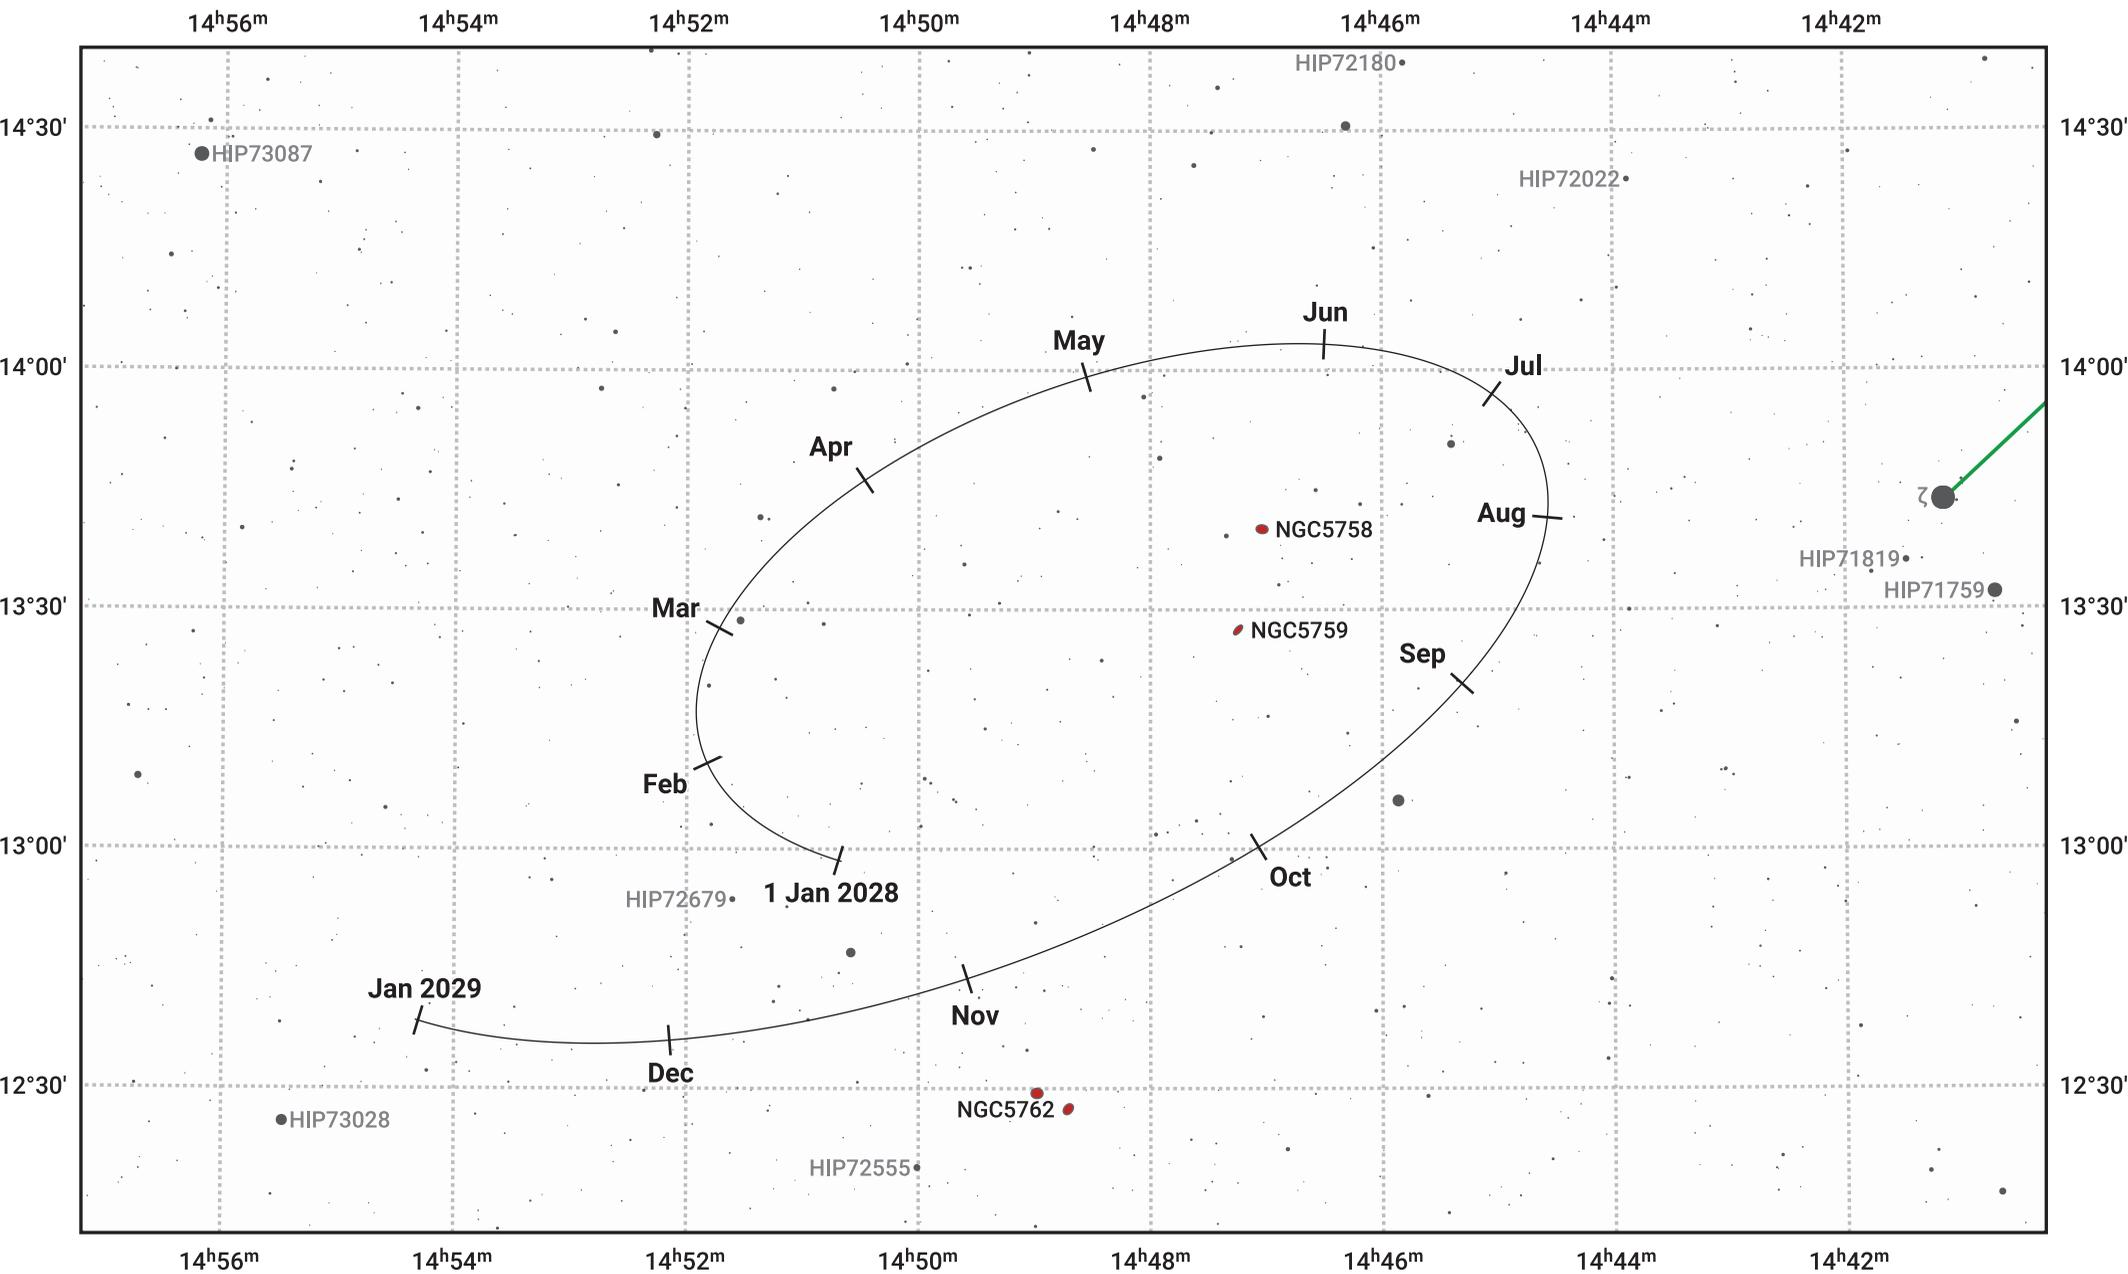 14ʰ56ᵐ 14ʰ54ᵐ 14ʰ52ᵐ 14ʰ50ᵐ 14ʰ48ᵐ 14ʰ46ᵐ 14ʰ44ᵐ 14ʰ42ᵐ
HIP72180
14°30' 14°30'
HIP73087
HIP72022
Jun
May
14°00' Jul 14°00'
Apr
ζ
Aug
NGC5758
HIP71819
HIP71759
13°30' Mar 13°30'
NGC5759
Sep
Feb
13°00' 13°00'
Oct
1 Jan 2028
HIP72679
Jan 2029
Nov
Dec
12°30' 12°30'
NGC5762
HIP73028
HIP72555
14ʰ56ᵐ 14ʰ54ᵐ 14ʰ52ᵐ 14ʰ50ᵐ 14ʰ48ᵐ 14ʰ46ᵐ 14ʰ44ᵐ 14ʰ42ᵐ